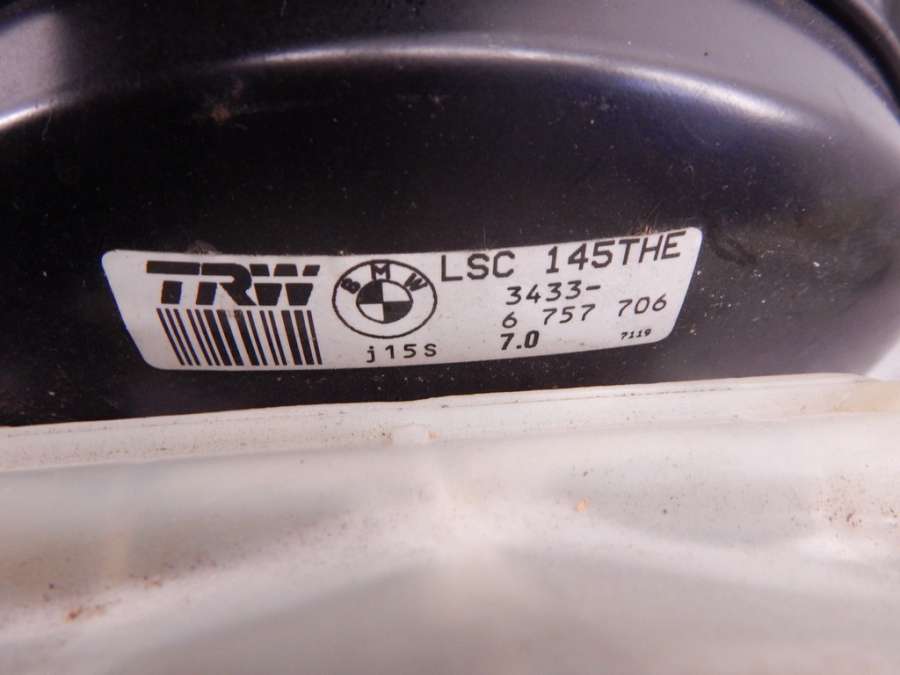 TRW
BMW
LSC 145THE
3433-
6 757 706
j15S
7.0
7119